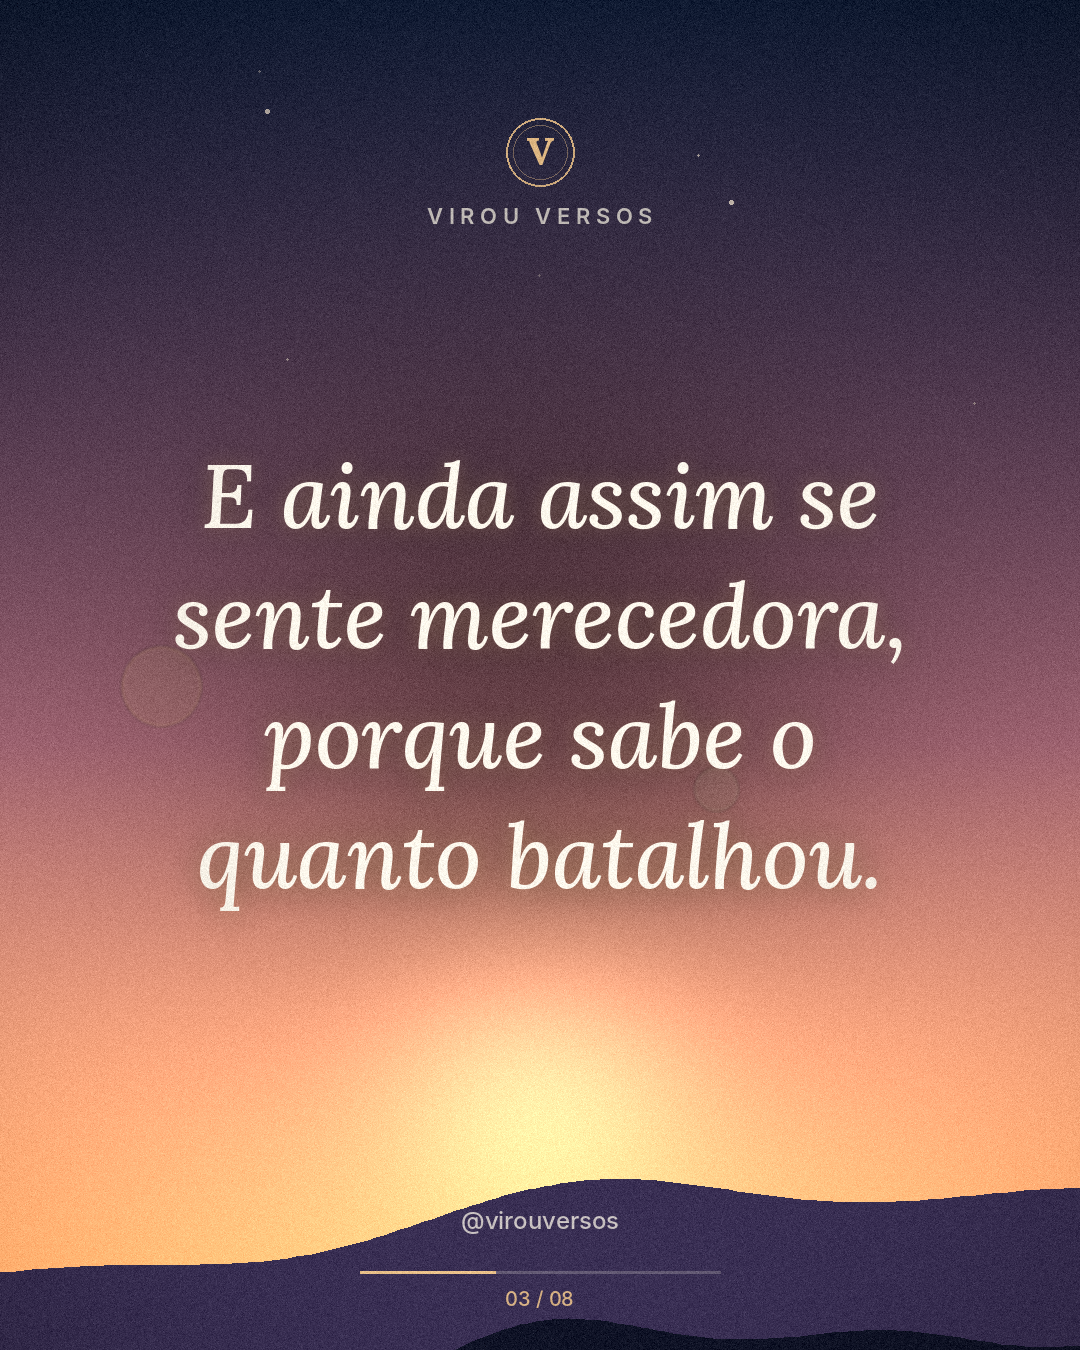 V
VIROU VERSOS
E ainda assim se
sente merecedora,
porque sabe o
quanto batalhou.
@virouversos
03 / 08